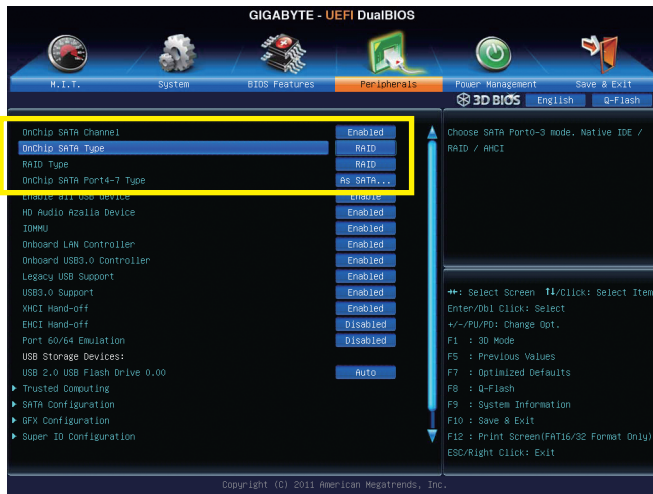 GIGABYTE - UEFI DualBIOS
M.I.T. System BIOS Features Peripherals Power Management Save & Exit
3D BIOS English Q-Flash
OnChip SATA Channel Enabled
OnChip SATA Type RAID
RAID Type RAID
OnChip SATA Port4-7 Type As SATA...
Enable all USB device Enable
HD Audio Azalia Device Enabled
IOMMU Enabled
Onboard LAN Controller Enabled
Onboard USB3.0 Controller Enabled
Legacy USB Support Enabled
USB3.0 Support Enabled
XHCI Hand-off Enabled
EHCI Hand-off Disabled
Port 60/64 Emulation Disabled
USB Storage Devices:
USB 2.0 USB Flash Drive 0.00 Auto
Trusted Computing
SATA Configuration
GFX Configuration
Super IO Configuration
Choose SATA Port0-3 mode. Native IDE /
RAID / AHCI
→←: Select Screen ↑↓/Click: Select Item
Enter/Dbl Click: Select
+/-/PU/PD: Change Opt.
F1 : 3D Mode
F5 : Previous Values
F7 : Optimized Defaults
F8 : Q-Flash
F9 : System Information
F10 : Save & Exit
F12 : Print Screen(FAT16/32 Format Only)
ESC/Right Click: Exit
Copyright (C) 2011 American Megatrends, Inc.